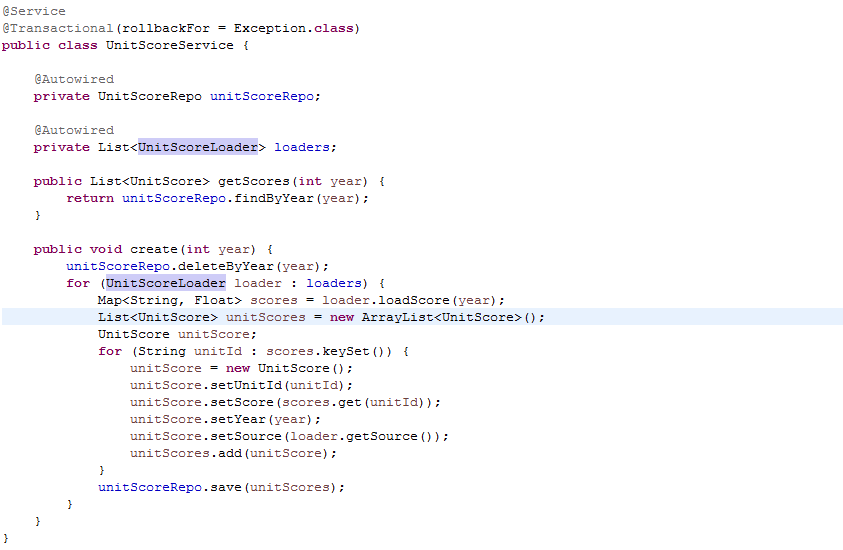 @Service
@Transactional(rollbackFor = Exception.class)
public class UnitScoreService {
@Autowired
private UnitScoreRepo unitScoreRepo;
@Autowired
private List<UnitScoreLoader> loaders;
public List<UnitScore> getScores(int year) {
return unitScoreRepo.findByYear(year);
}
public void create(int year) {
unitScoreRepo.deleteByYear(year);
for (UnitScoreLoader loader : loaders) {
Map<String, Float> scores = loader.loadScore(year);
List<UnitScore> unitScores = new ArrayList<UnitScore>();
UnitScore unitScore;
for (String unitId : scores.keySet()) {
unitScore = new UnitScore();
unitScore.setUnitId(unitId);
unitScore.setScore(scores.get(unitId));
unitScore.setYear(year);
unitScore.setSource(loader.getSource());
unitScores.add(unitScore);
}
unitScoreRepo.save(unitScores);
}
}
}